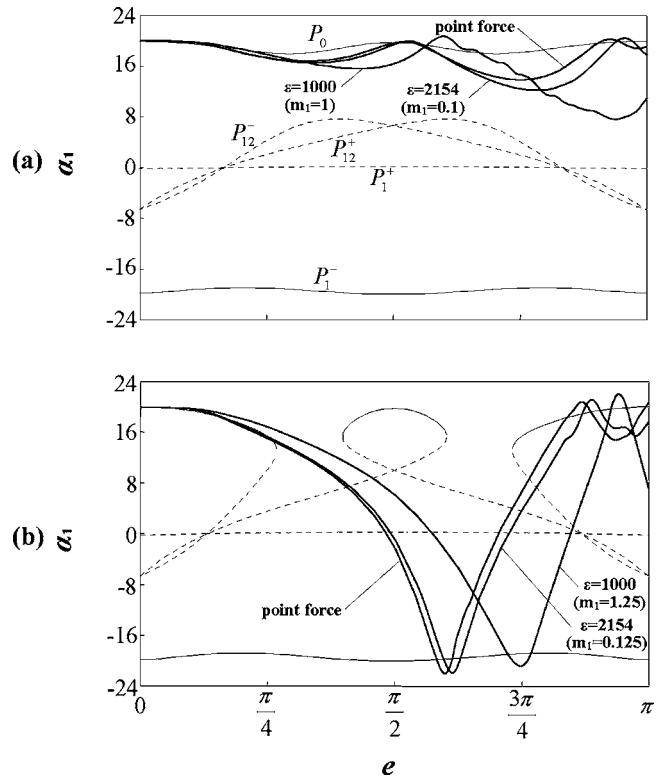 (a)
α₁
24
16
8
0
-8
-16
-24
P₀
point force
ε=1000
(m₁=1)
ε=2154
(m₁=0.1)
P₁₂⁻
P₁₂⁺
P₁⁺
P₁⁻
(b)
α₁
24
16
8
0
-8
-16
-24
point force
ε=1000
(m₁=1.25)
ε=2154
(m₁=0.125)
0
π/4
π/2
3π/4
π
e